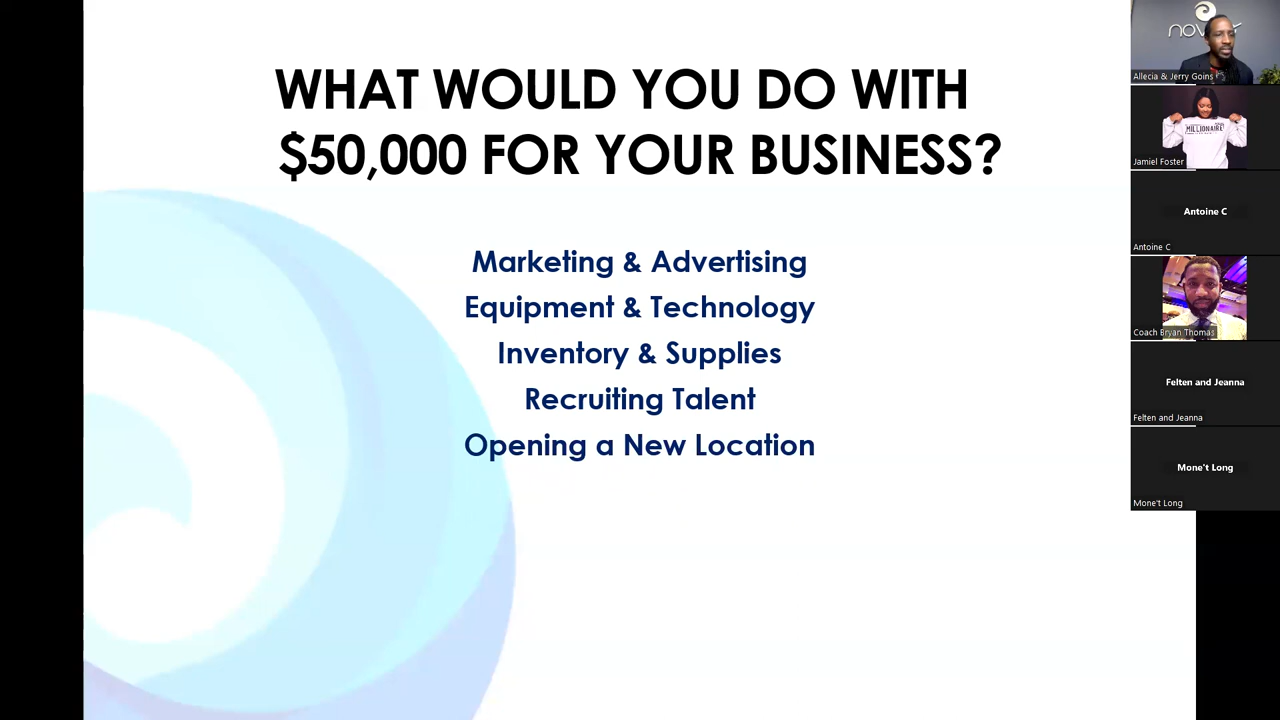 WHAT WOULD YOU DO WITH
$50,000 FOR YOUR BUSINESS?
Marketing & Advertising
Equipment & Technology
Inventory & Supplies
Recruiting Talent
Opening a New Location
Allecia & Jerry Goins
MILLIONAIRE
Jamiel Foster
Antoine C
Antoine C
Coach Bryan Thomas
Felten and Jeanna
Felten and Jeanna
Mone't Long
Mone't Long